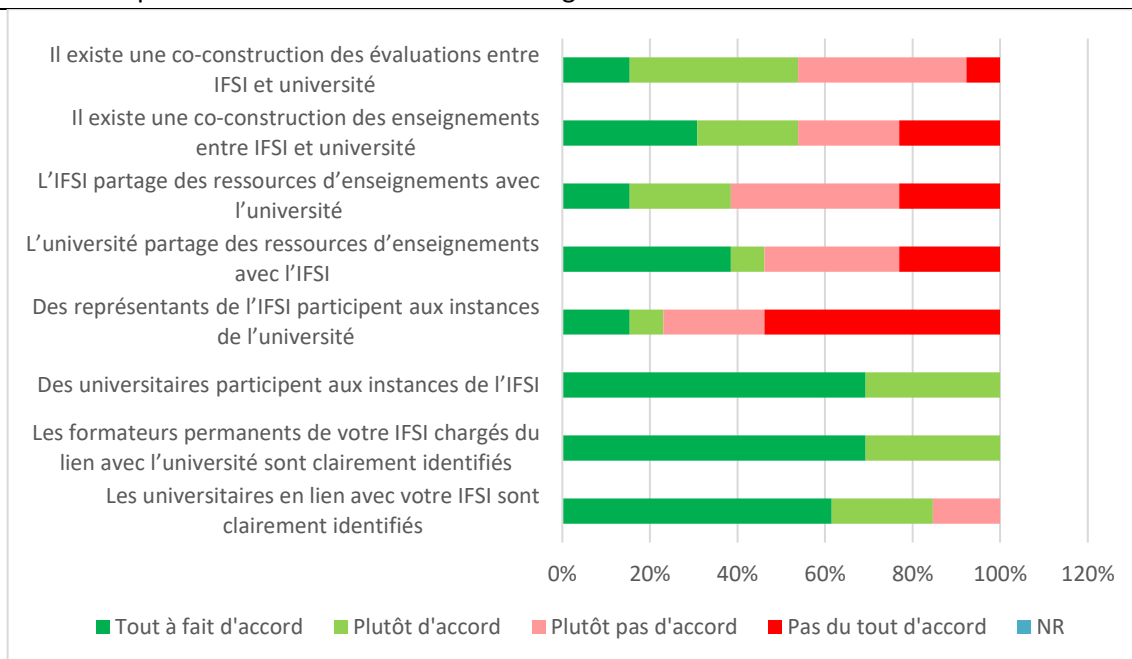 Il existe une co-construction des évaluations entre
IFSI et université
Il existe une co-construction des enseignements
entre IFSI et université
L’IFSI partage des ressources d’enseignements avec
l’université
L’université partage des ressources d’enseignements
avec l’IFSI
Des représentants de l’IFSI participent aux instances
de l’université
Des universitaires participent aux instances de l’IFSI
Les formateurs permanents de votre IFSI chargés du
lien avec l’université sont clairement identifiés
Les universitaires en lien avec votre IFSI sont
clairement identifiés
0% 20% 40% 60% 80% 100% 120%
Tout à fait d'accord Plutôt d'accord Plutôt pas d'accord Pas du tout d'accord NR